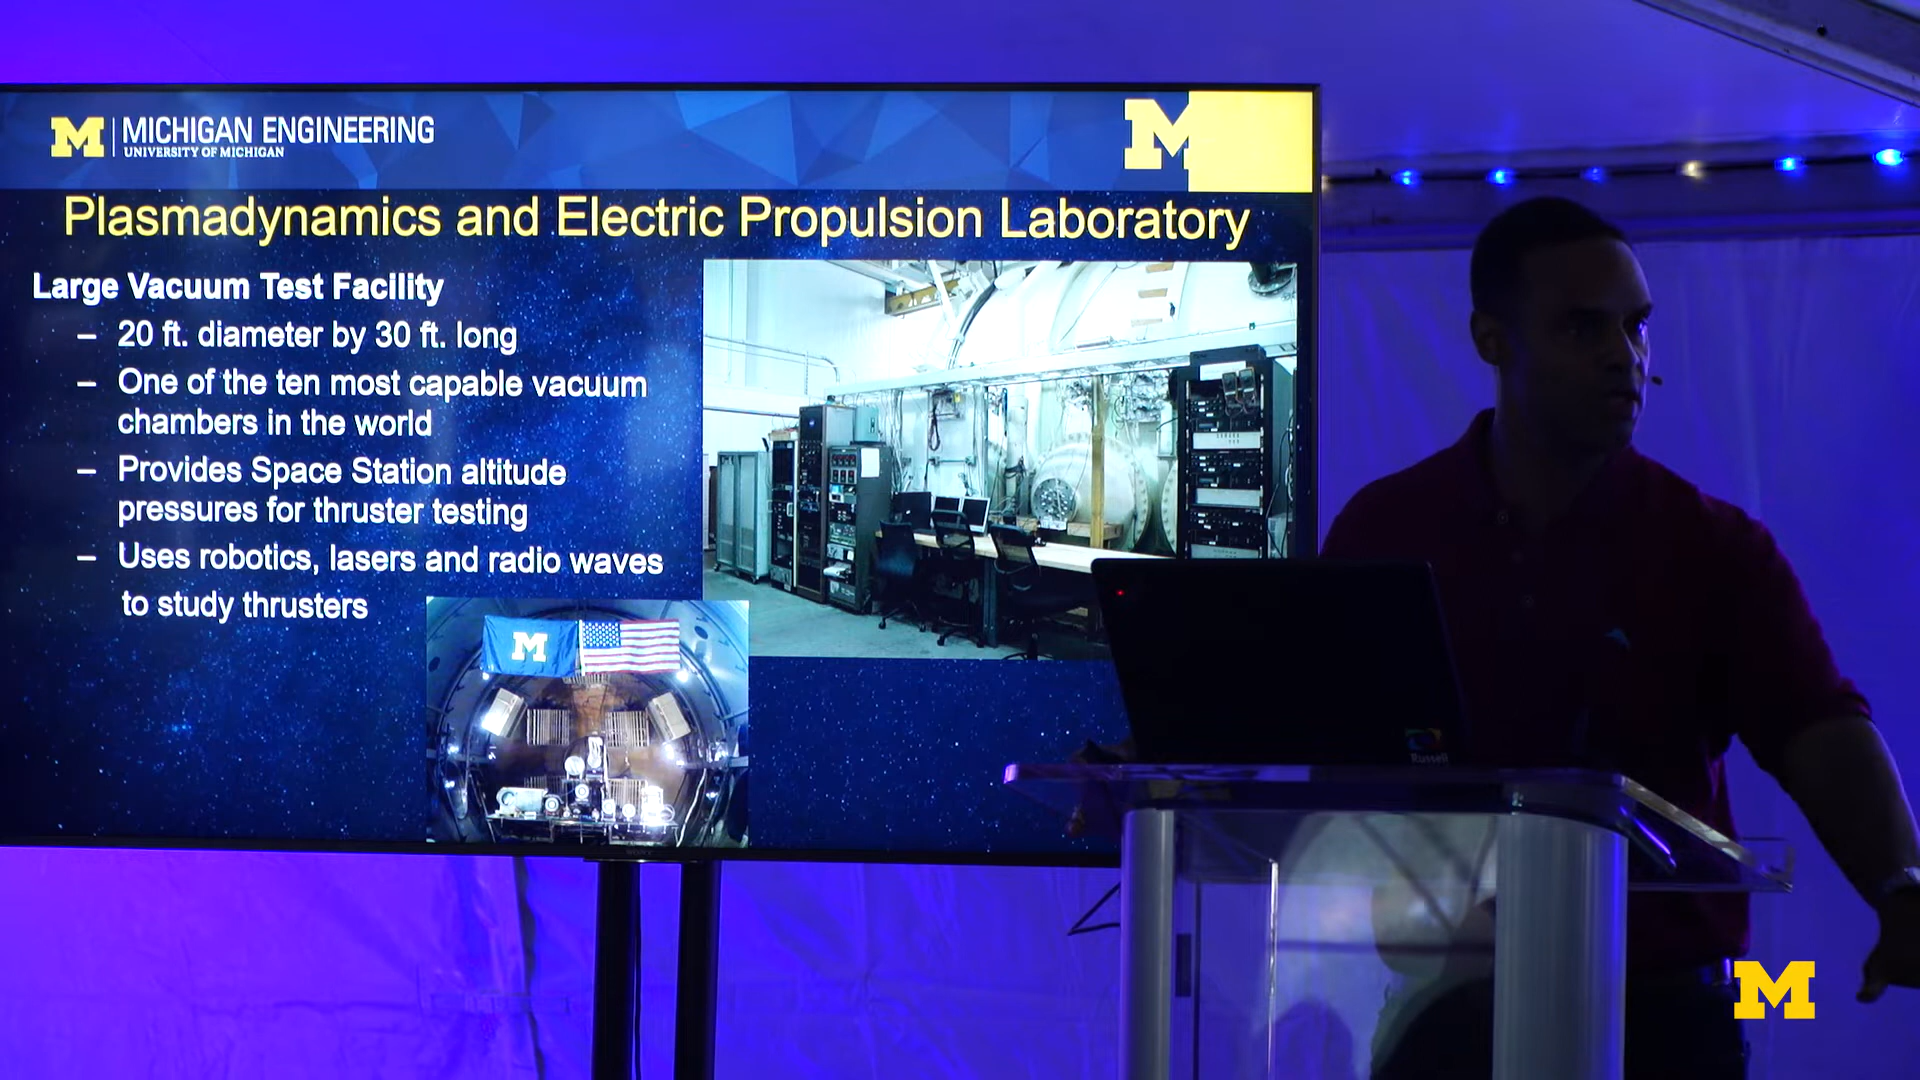 M MICHIGAN ENGINEERING
UNIVERSITY OF MICHIGAN
M
Plasmadynamics and Electric Propulsion Laboratory
Large Vacuum Test Facility
– 20 ft. diameter by 30 ft. long
– One of the ten most capable vacuum
chambers in the world
– Provides Space Station altitude
pressures for thruster testing
– Uses robotics, lasers and radio waves
to study thrusters
M
Russell
SONY
M